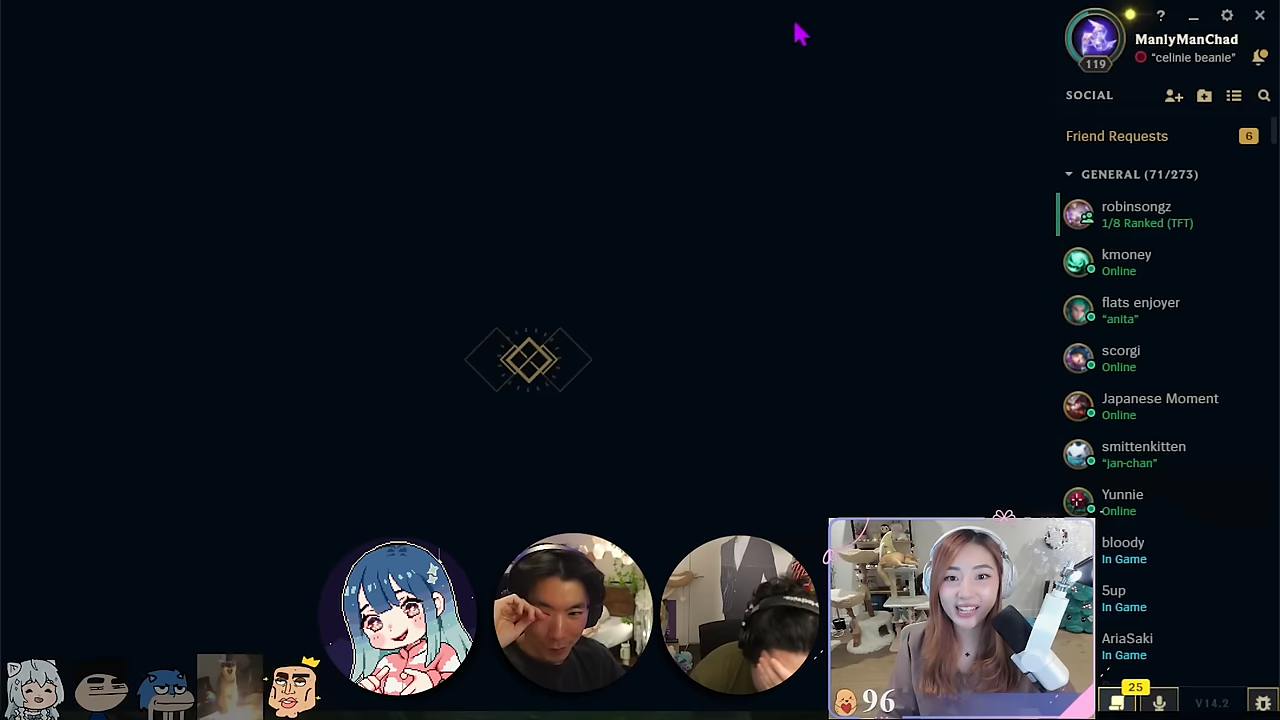 ?
ManlyManChad
119
"celinie beanie"
SOCIAL
Friend Requests
6
GENERAL (71/273)
robinsongz
1/8 Ranked (TFT)
kmoney
Online
flats enjoyer
"anita"
scorgi
Online
Japanese Moment
Online
smittenkitten
"jan-chan"
Yunnie
Online
bloody
In Game
5up
In Game
AriaSaki
In Game
96
25
V14.2